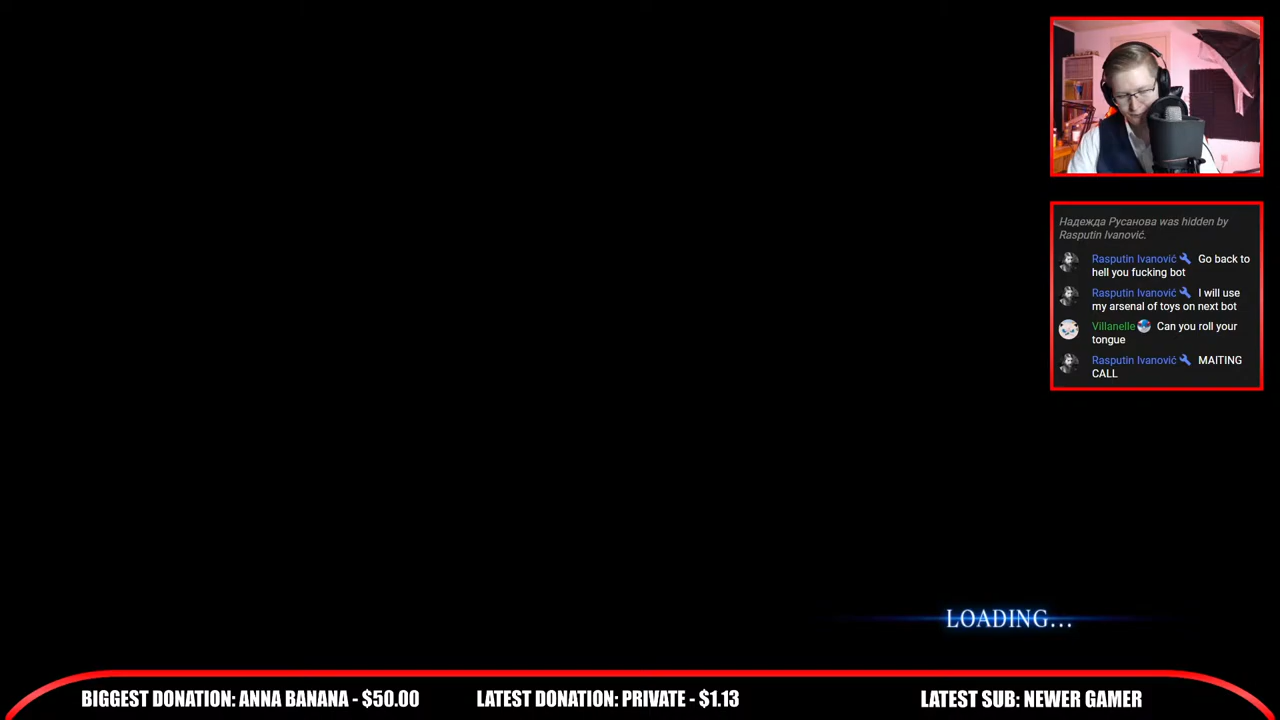 Надежда Русанова was hidden by
Rasputin Ivanović.
Rasputin Ivanović Go back to
hell you fucking bot
Rasputin Ivanović I will use
my arsenal of toys on next bot
Villanelle Can you roll your
tongue
Rasputin Ivanović MAITING
CALL
LOADING...
BIGGEST DONATION: ANNA BANANA - $50.00 LATEST DONATION: PRIVATE - $1.13 LATEST SUB: NEWER GAMER